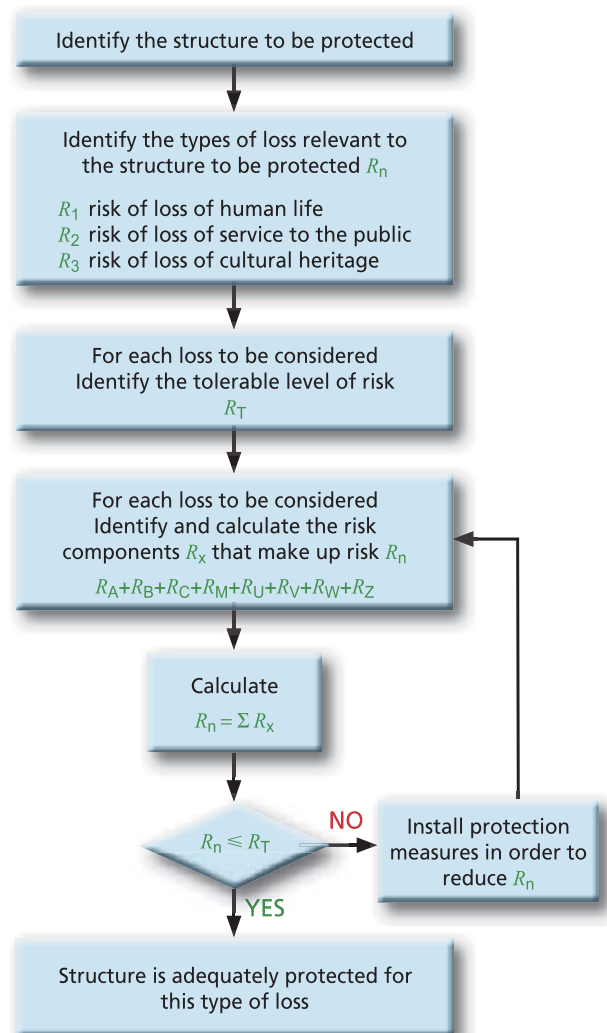 Identify the structure to be protected
Identify the types of loss relevant to
the structure to be protected Rn
R1 risk of loss of human life
R2 risk of loss of service to the public
R3 risk of loss of cultural heritage
For each loss to be considered
Identify the tolerable level of risk
RT
For each loss to be considered
Identify and calculate the risk
components Rx that make up risk Rn
RA+RB+RC+RM+RU+RV+RW+RZ
Calculate
Rn = Σ Rx
Rn ≤ RT
NO
Install protection
measures in order to
reduce Rn
YES
Structure is adequately protected for
this type of loss